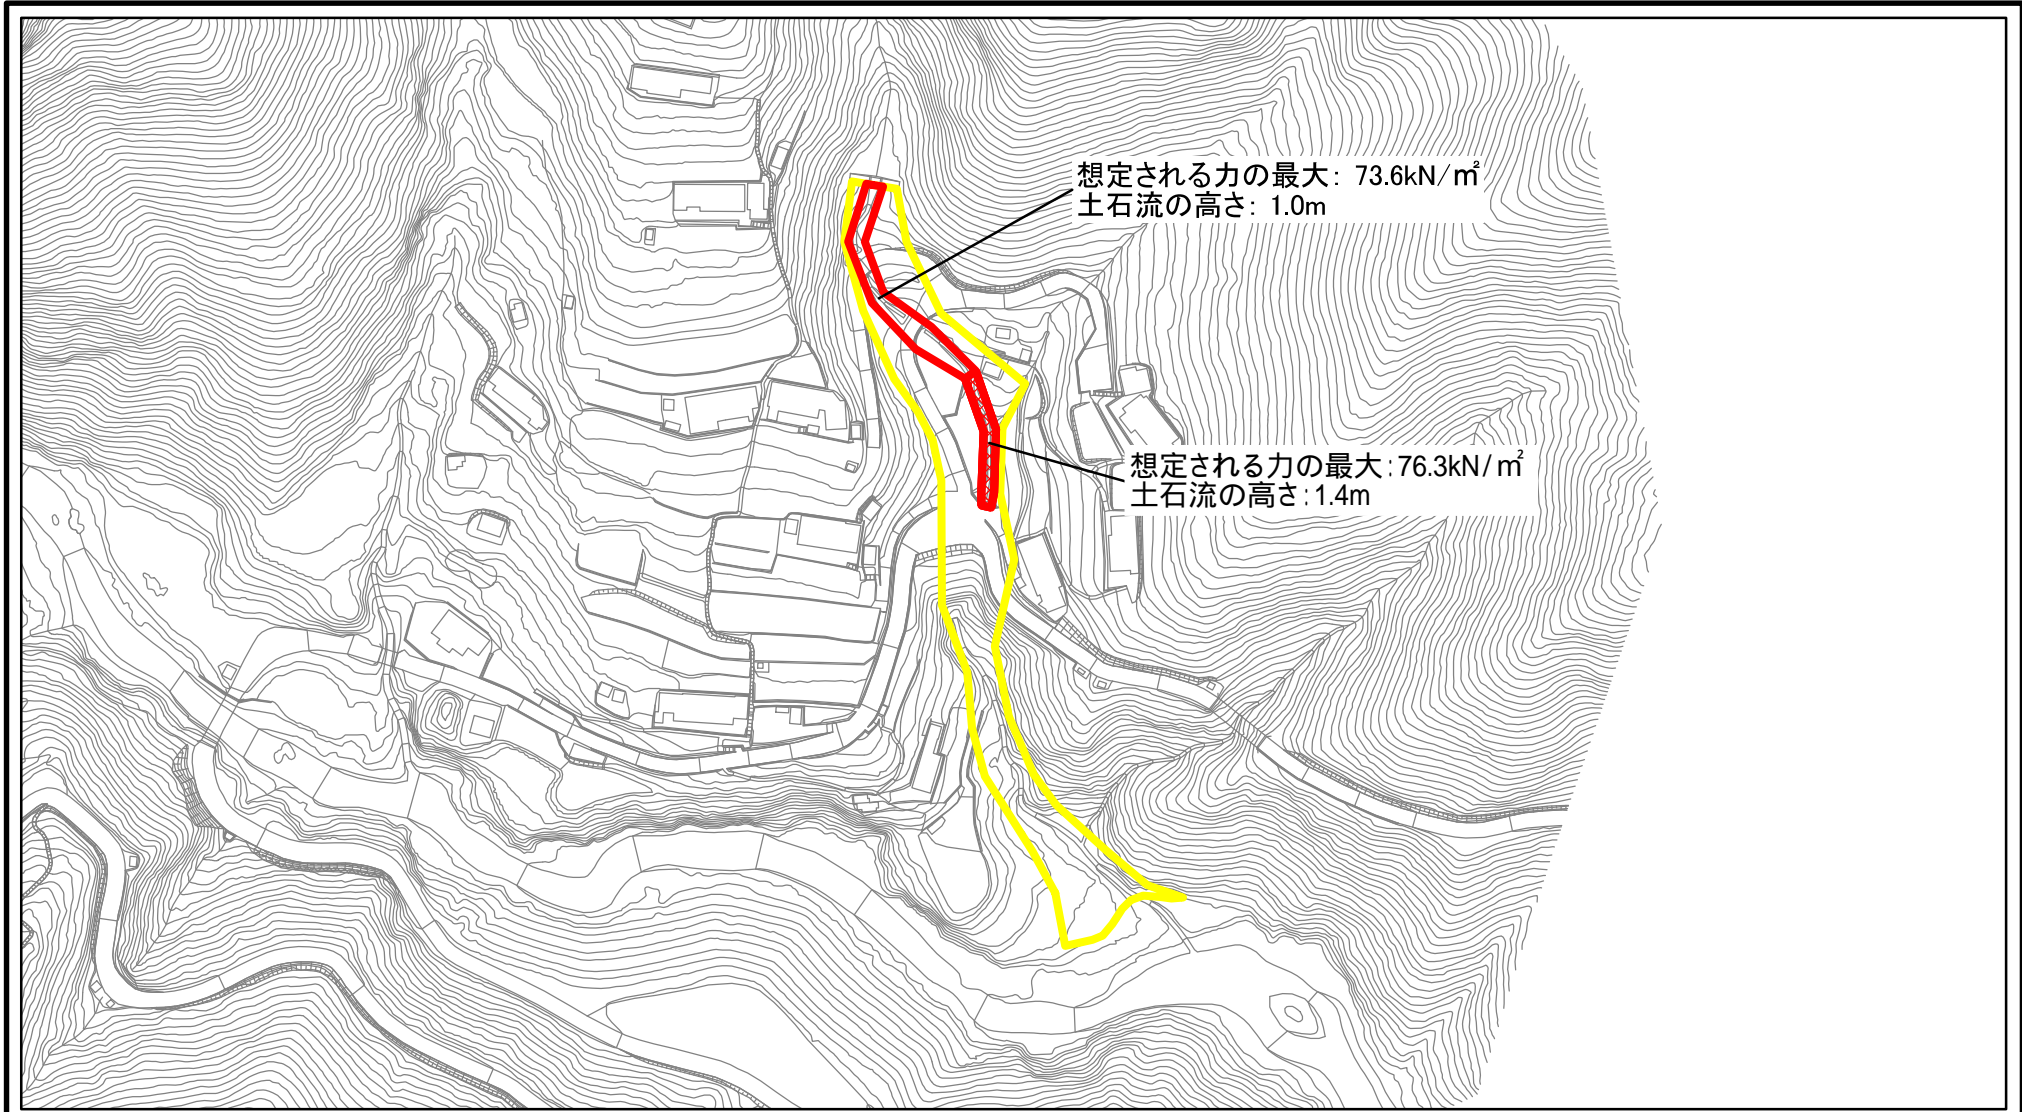 想定される力の最大: 73.6kN/㎡
土石流の高さ: 1.0m
想定される力の最大:76.3kN/㎡
土石流の高さ:1.4m